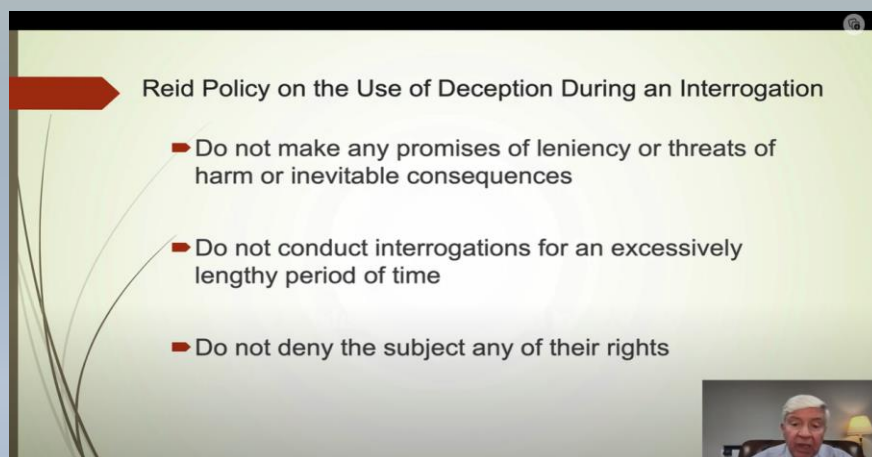 Reid Policy on the Use of Deception During an Interrogation
Do not make any promises of leniency or threats of
harm or inevitable consequences
Do not conduct interrogations for an excessively
lengthy period of time
Do not deny the subject any of their rights